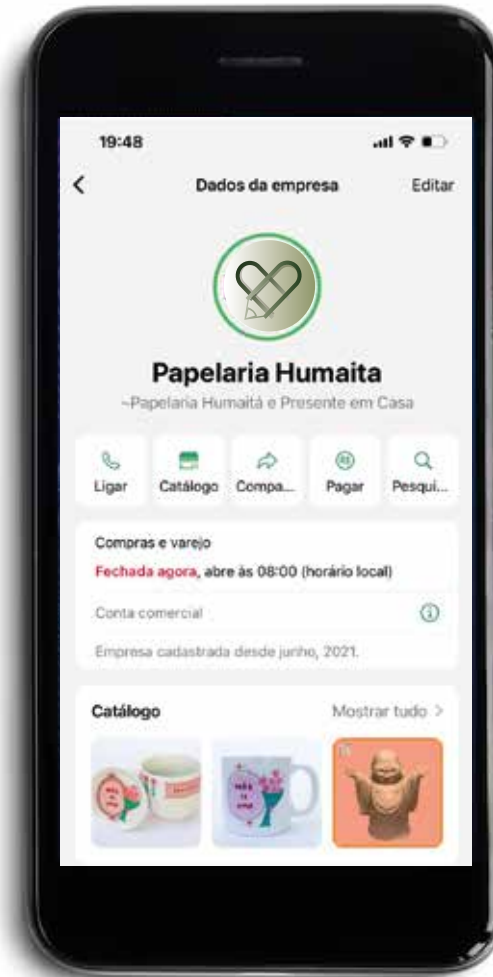 19:48
Dados da empresa
Editar
Papelaria Humaita
~Papelaria Humaitá e Presente em Casa
Ligar
Catálogo
Compa...
Pagar
Pesqui...
Compras e varejo
Fechada agora, abre às 08:00 (horário local)
Conta comercial
Empresa cadastrada desde junho, 2021.
Catálogo
Mostrar tudo >